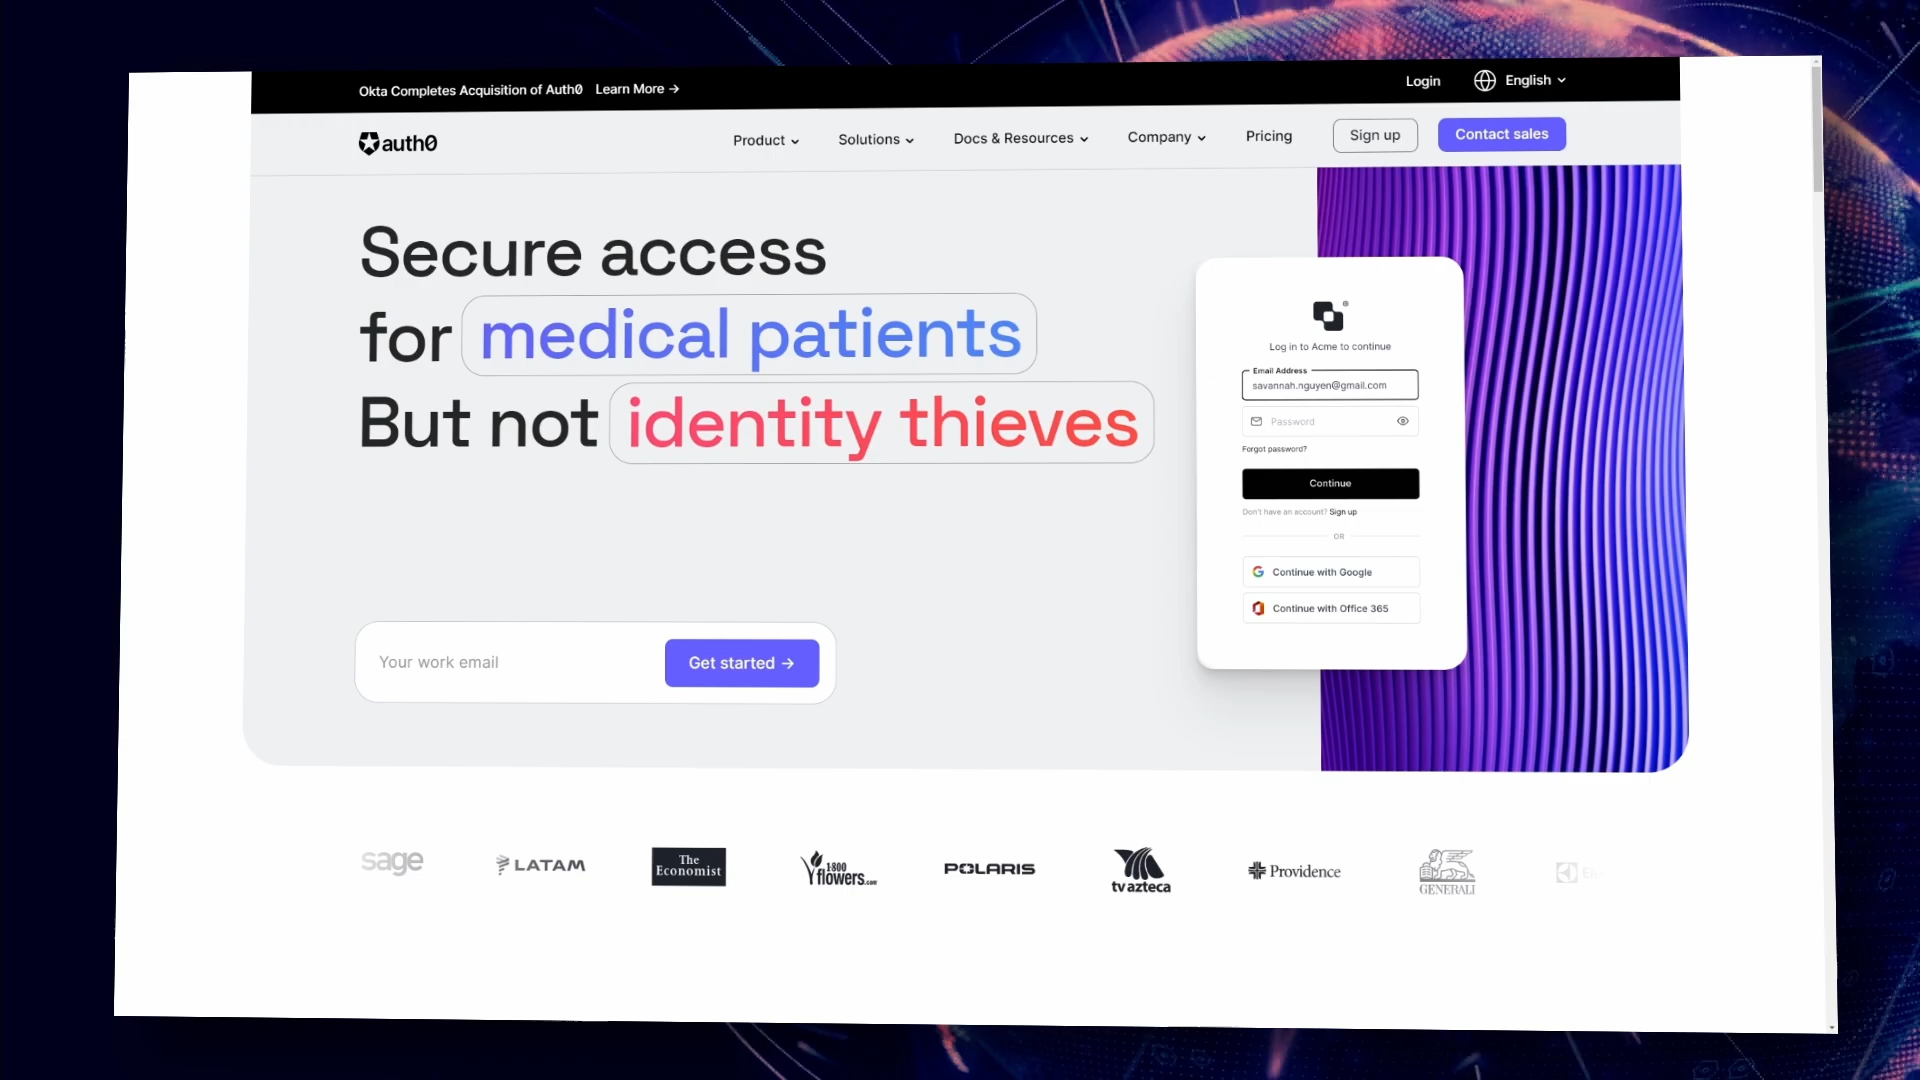 Okta Completes Acquisition of Auth0 Learn More →
Login English
auth0
Product Solutions Docs & Resources Company Pricing Sign up Contact sales
Secure access
for medical patients
But not identity thieves
Your work email Get started →
Log in to Acme to continue
Email Address
savannah.nguyen@gmail.com
Password
Forgot password?
Continue
Don't have an account? Sign up
OR
Continue with Google
Continue with Office 365
sage
LATAM
The
Economist
1-800
flowers.com
POLARIS
tv azteca
Providence
GENERALI